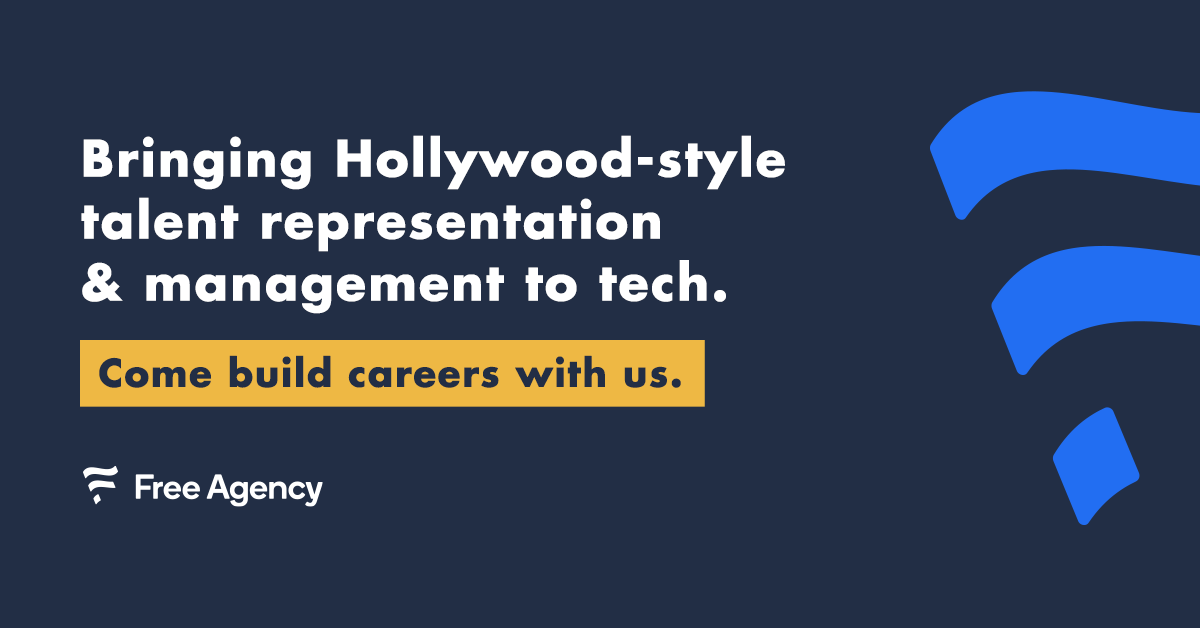 Bringing Hollywood-style
talent representation
& management to tech.
Come build careers with us.
Free Agency